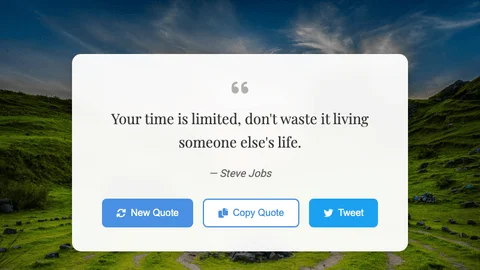 Your time is limited, don't waste it living
someone else's life.
— Steve Jobs
New Quote
Copy Quote
Tweet